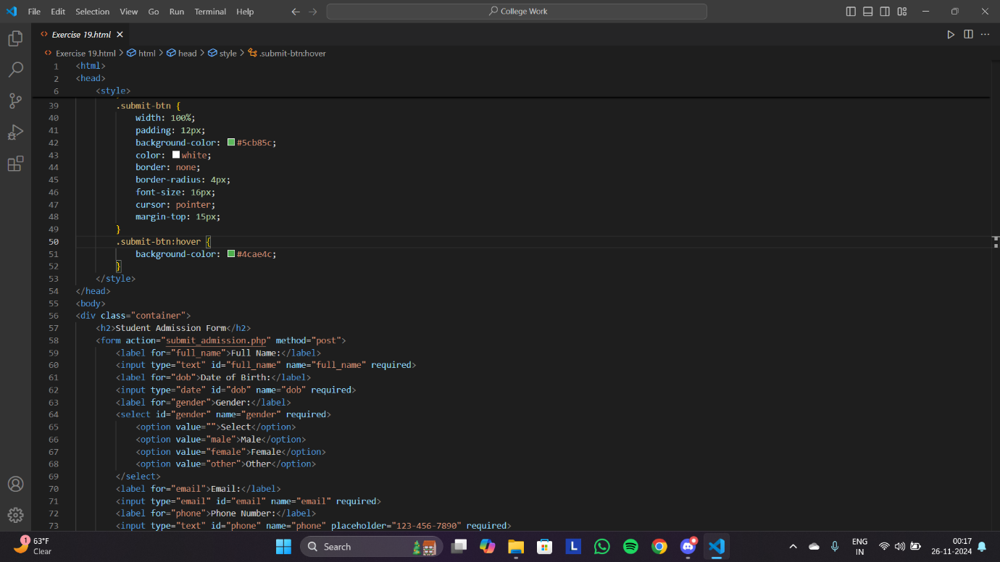 File Edit Selection View Go Run Terminal Help College Work
Exercise 19.html
Exercise 19.html > html > head > style > .submit-btn:hover
1 <html>
2 <head>
6 <style>
39 .submit-btn {
40 width: 100%;
41 padding: 12px;
42 background-color: #5cb85c;
43 color: white;
44 border: none;
45 border-radius: 4px;
46 font-size: 16px;
47 cursor: pointer;
48 margin-top: 15px;
49 }
50 .submit-btn:hover {
51 background-color: #4cae4c;
52 }
53 </style>
54 </head>
55 <body>
56 <div class="container">
57 <h2>Student Admission Form</h2>
58 <form action="submit_admission.php" method="post">
59 <label for="full_name">Full Name:</label>
60 <input type="text" id="full_name" name="full_name" required>
61 <label for="dob">Date of Birth:</label>
62 <input type="date" id="dob" name="dob" required>
63 <label for="gender">Gender:</label>
64 <select id="gender" name="gender" required>
65 <option value="">Select</option>
66 <option value="male">Male</option>
67 <option value="female">Female</option>
68 <option value="other">Other</option>
69 </select>
70 <label for="email">Email:</label>
71 <input type="email" id="email" name="email" required>
72 <label for="phone">Phone Number:</label>
73 <input type="text" id="phone" name="phone" placeholder="123-456-7890" required>
1 63°F Search L ENG 00:17
Clear IN 26-11-2024